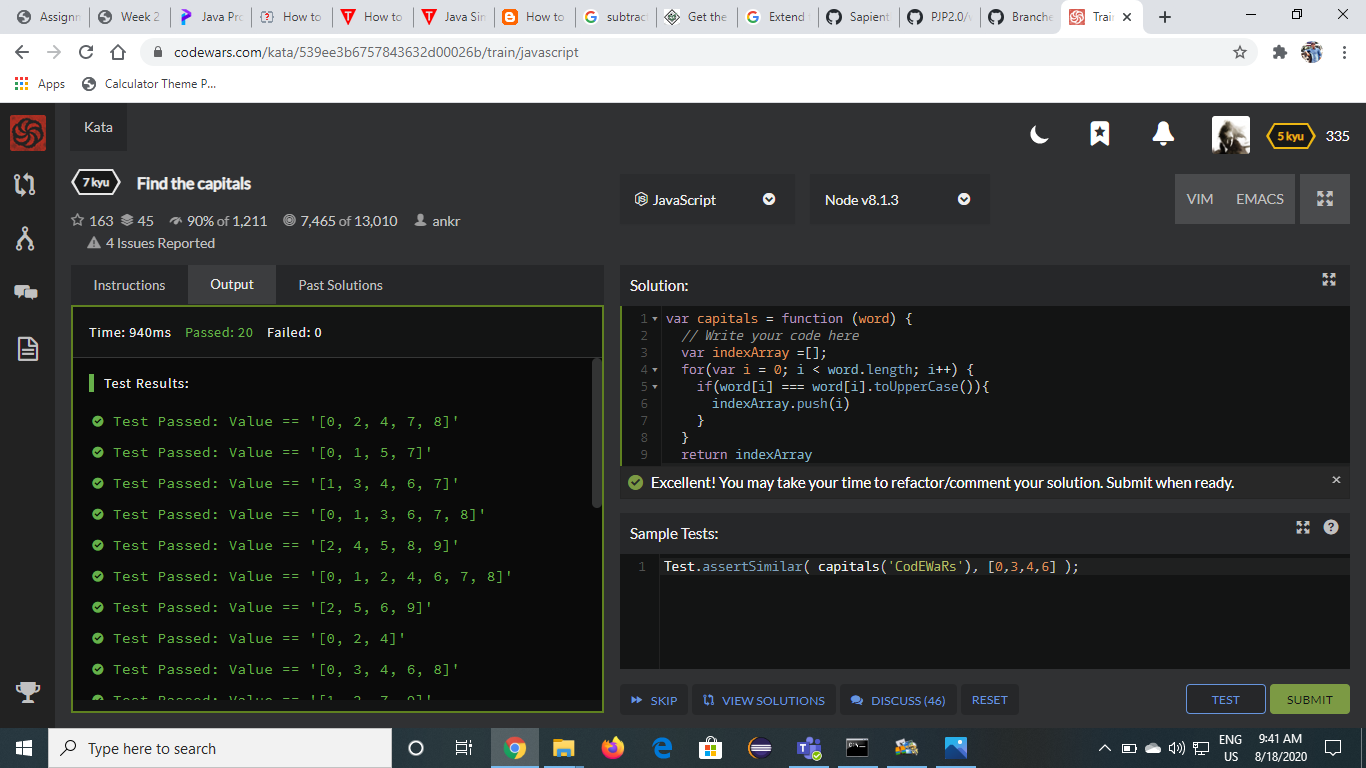 Assignm
Week 2
Java Pro
How to
How to
Java Sin
How to
subtrac
Get the
Extend
Sapient
PJP2.0/
Branche
Trai
codewars.com/kata/539ee3b6757843632d00026b/train/javascript
Apps
Calculator Theme P...
Kata
5 kyu
335
7 kyu
Find the capitals
163
45
90% of 1,211
7,465 of 13,010
ankr
4 Issues Reported
JavaScript
Node v8.1.3
VIM
EMACS
Instructions
Output
Past Solutions
Time: 940ms Passed: 20 Failed: 0
Test Results:
Test Passed: Value == '[0, 2, 4, 7, 8]'
Test Passed: Value == '[0, 1, 5, 7]'
Test Passed: Value == '[1, 3, 4, 6, 7]'
Test Passed: Value == '[0, 1, 3, 6, 7, 8]'
Test Passed: Value == '[2, 4, 5, 8, 9]'
Test Passed: Value == '[0, 1, 2, 4, 6, 7, 8]'
Test Passed: Value == '[2, 5, 6, 9]'
Test Passed: Value == '[0, 2, 4]'
Test Passed: Value == '[0, 3, 4, 6, 8]'
Test Passed: Value ==
Solution:
1 var capitals = function (word) {
2 // Write your code here
3 var indexArray =[];
4 for(var i = 0; i < word.length; i++) {
5 if(word[i] === word[i].toUpperCase()){
6 indexArray.push(i)
7 }
8 }
9 return indexArray
Excellent! You may take your time to refactor/comment your solution. Submit when ready.
Sample Tests:
1 Test.assertSimilar( capitals('CodEWaRs'), [0,3,4,6] );
SKIP
VIEW SOLUTIONS
DISCUSS (46)
RESET
TEST
SUBMIT
Type here to search
ENG
US
9:41 AM
8/18/2020